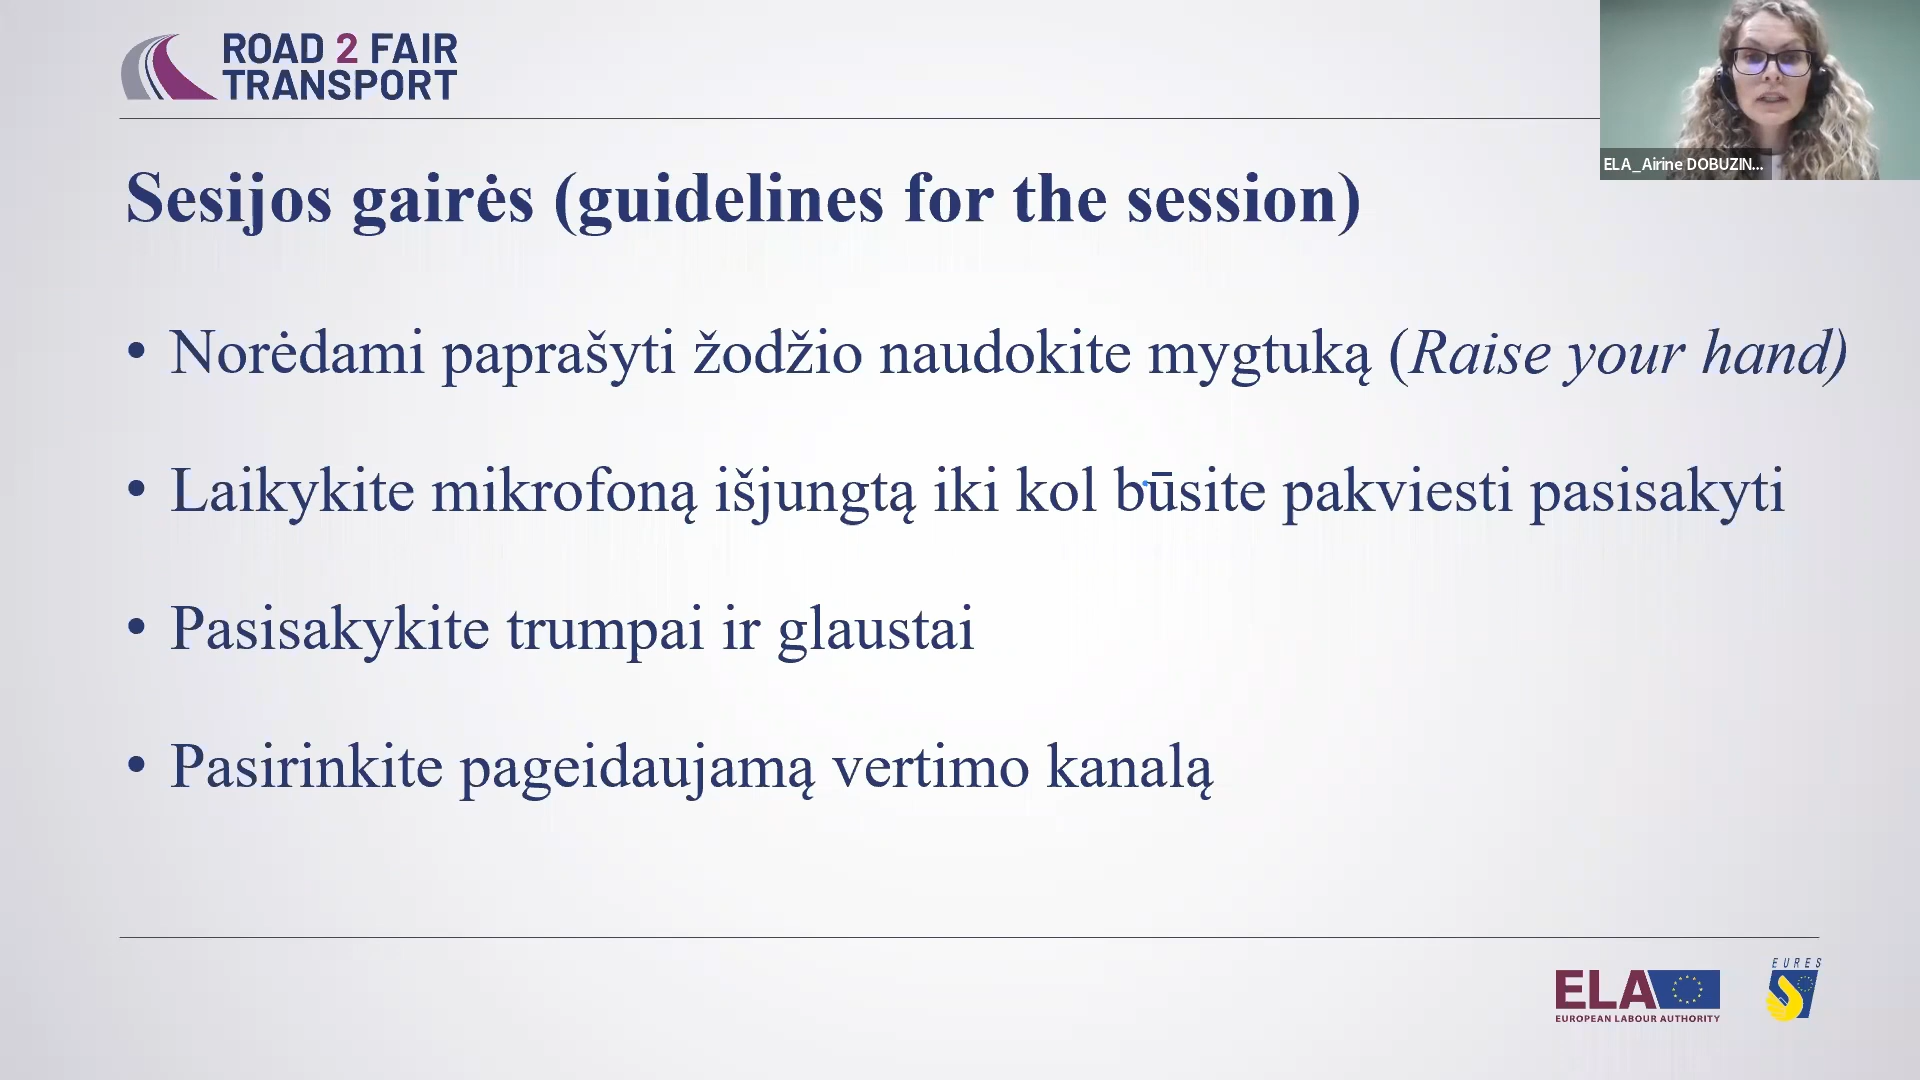 ROAD 2 FAIR
TRANSPORT
ELA_Airine DOBUZIN...
Sesijos gairės (guidelines for the session)
• Norėdami paprašyti žodžio naudokite mygtuką (Raise your hand)
• Laikykite mikrofoną išjungtą iki kol būsite pakviesti pasisakyti
• Pasisakykite trumpai ir glaustai
• Pasirinkite pageidaujamą vertimo kanalą
EURES
ELA
EUROPEAN LABOUR AUTHORITY